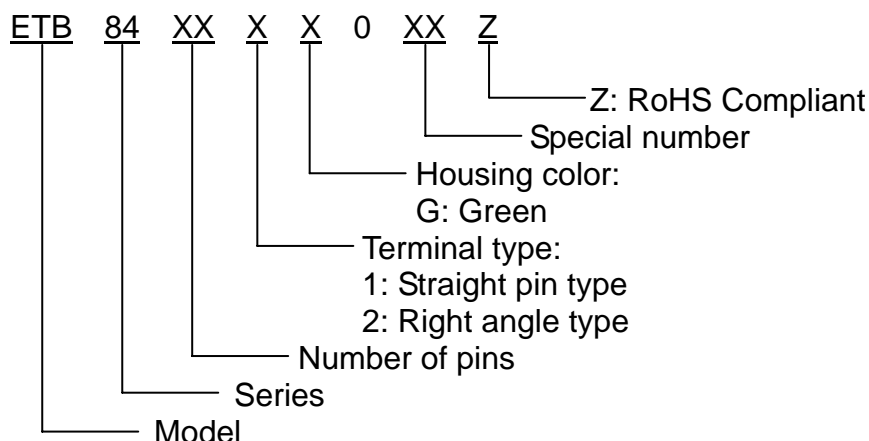 ETB 84 XX X X 0 XX Z
Z: RoHS Compliant
Special number
Housing color:
G: Green
Terminal type:
1: Straight pin type
2: Right angle type
Number of pins
Series
Model